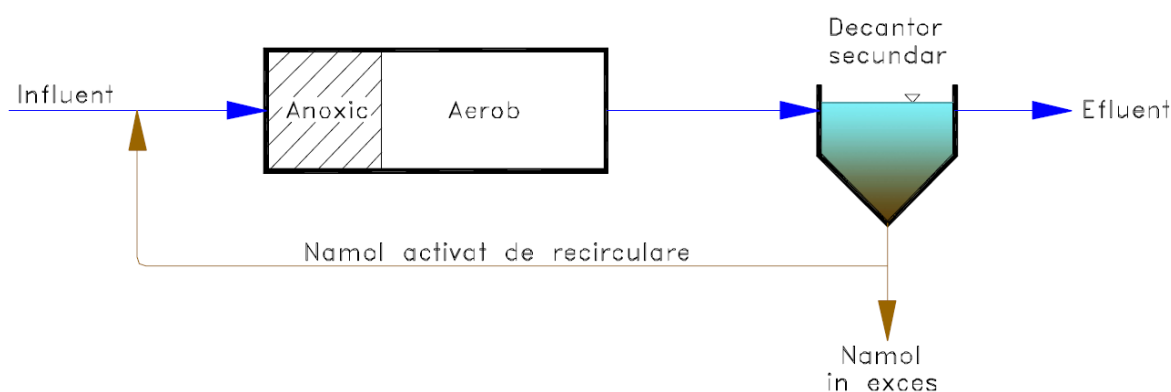 Decantor
secundar
Influent
Anoxic
Aerob
Efluent
Namol activat de recirculare
Namol
in exces